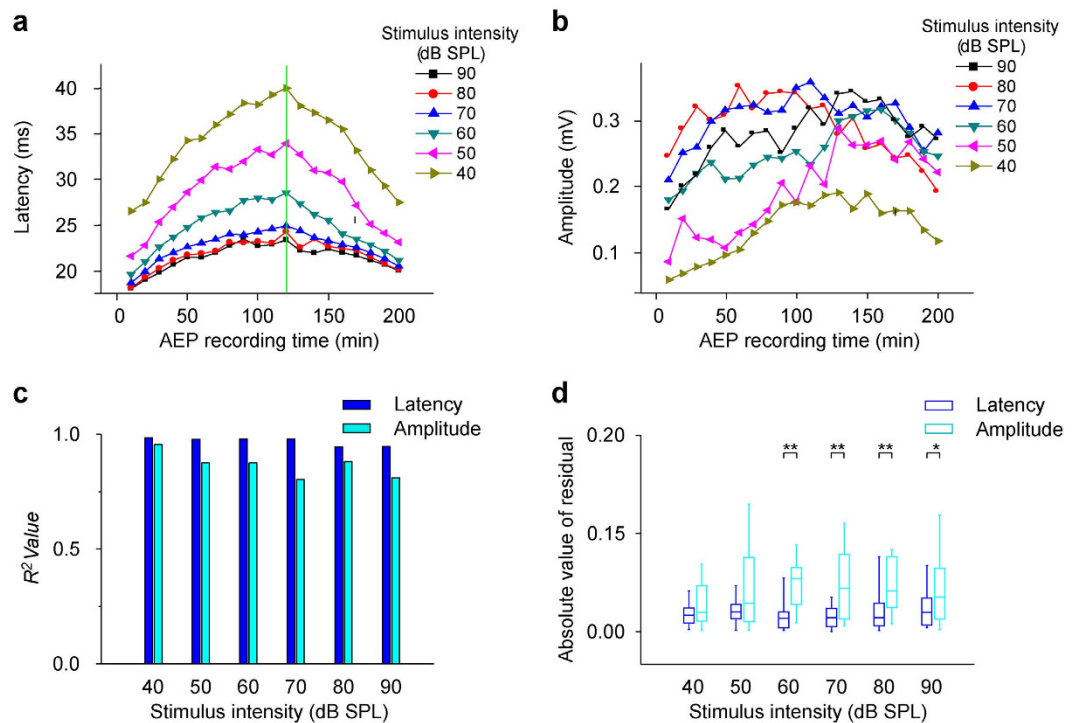 a
Stimulus intensity
(dB SPL)
90
80
70
60
50
40
40
35
30
25
20
Latency (ms)
0 50 100 150 200
AEP recording time (min)
b
Stimulus intensity
(dB SPL)
90
80
70
60
50
40
0.3
0.2
0.1
Amplitude (mV)
0 50 100 150 200
AEP recording time (min)
c
Latency
Amplitude
1.0
0.5
0.0
R² Value
40 50 60 70 80 90
Stimulus intensity (dB SPL)
d
Latency
Amplitude
0.20
0.15
0.00
Absolute value of residual
** ** ** *
40 50 60 70 80 90
Stimulus intensity (dB SPL)